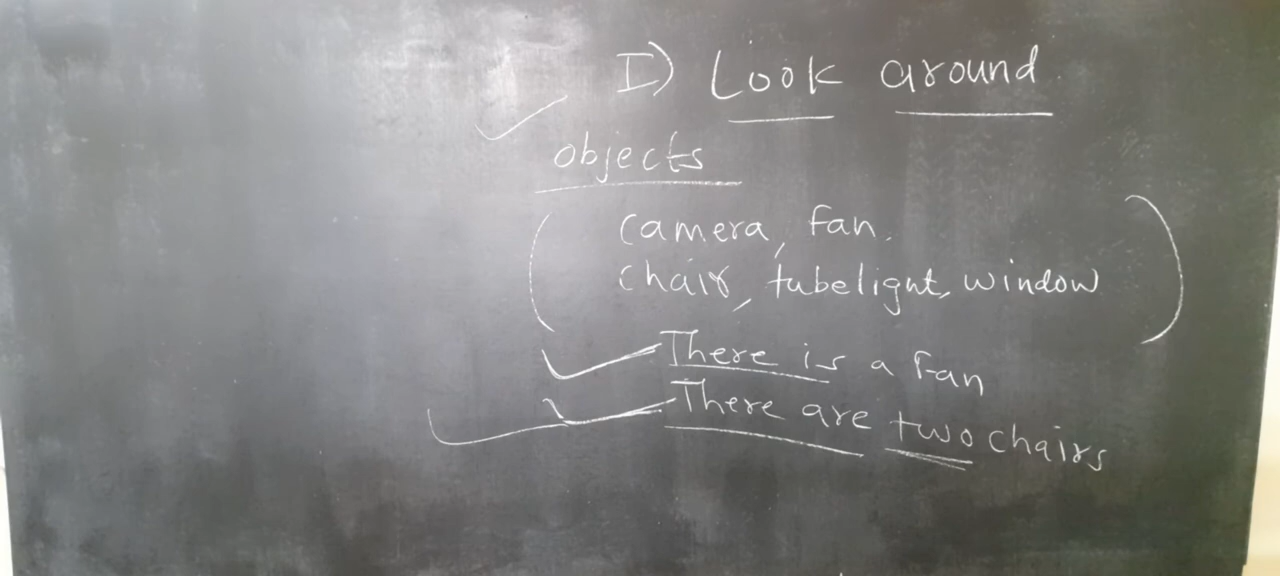 I) Look around
objects
(camera, fan.
chair, tubelight, window)
There is a fan
There are two chairs